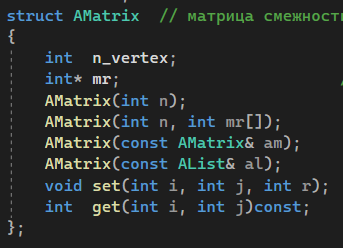 struct AMatrix // матрица смежност
{
int n_vertex;
int* mr;
AMatrix(int n);
AMatrix(int n, int mr[]);
AMatrix(const AMatrix& am);
AMatrix(const AList& al);
void set(int i, int j, int r);
int get(int i, int j)const;
};